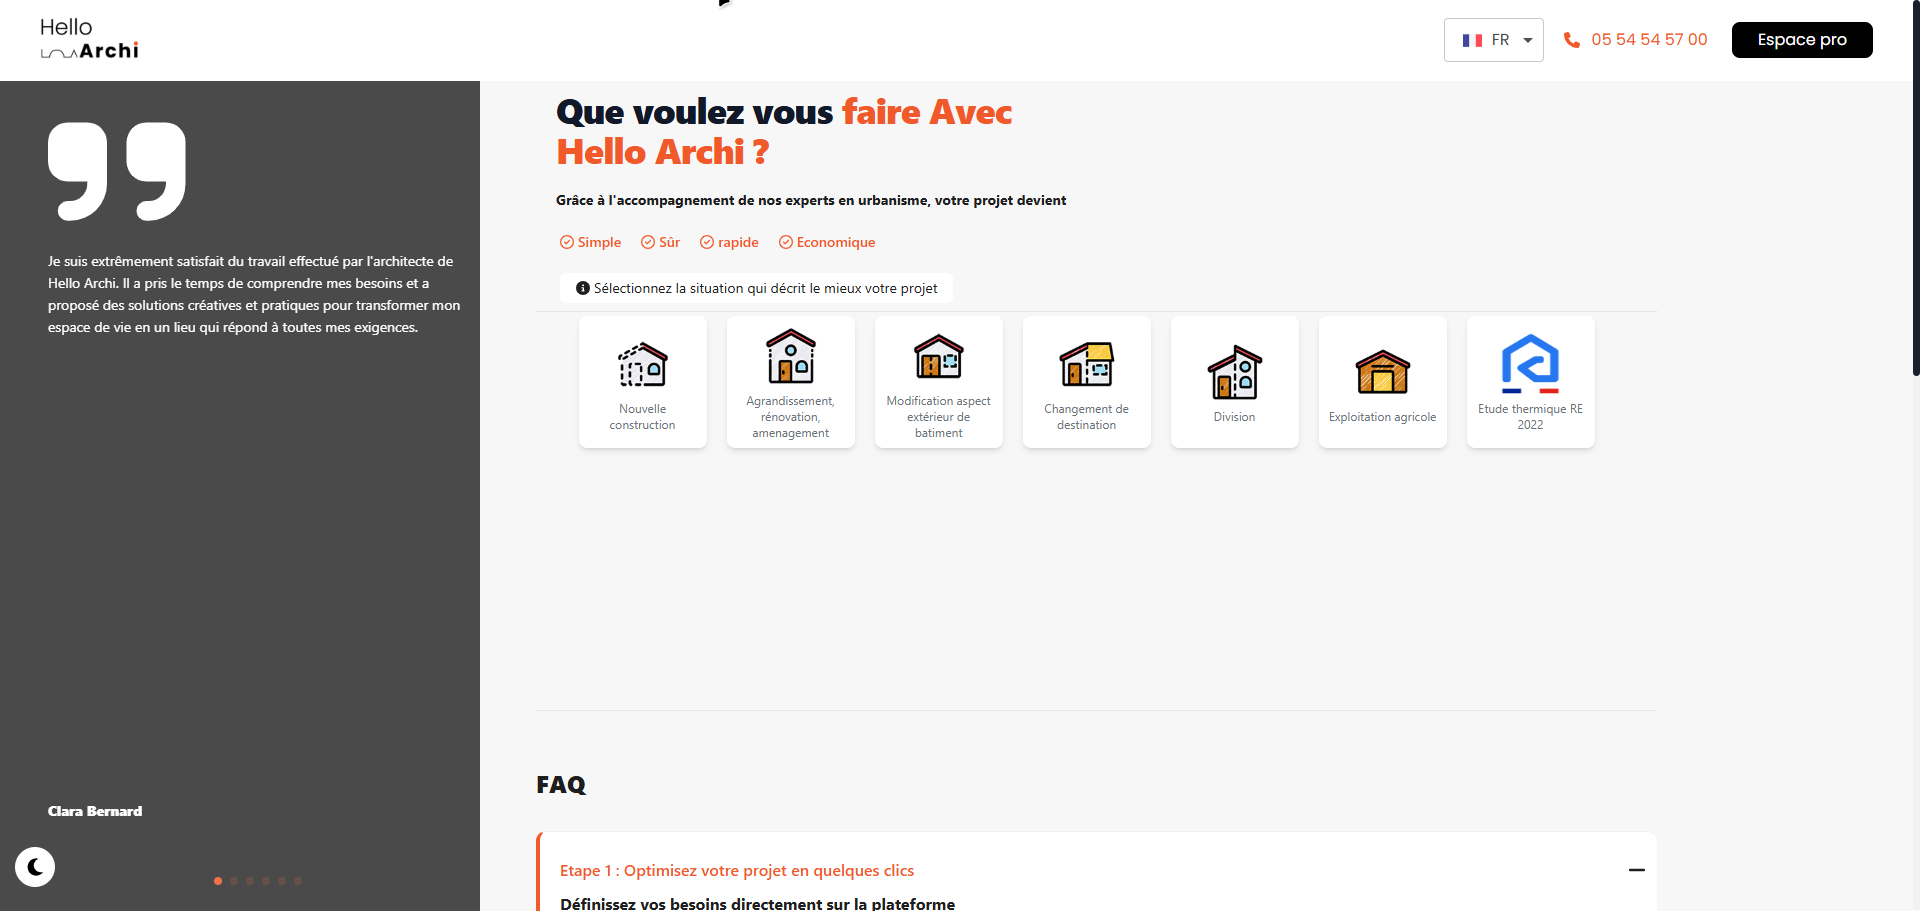 Hello
Archi
FR
05 54 54 57 00
Espace pro
Je suis extrêmement satisfait du travail effectué par l'architecte de
Hello Archi. Il a pris le temps de comprendre mes besoins et a
proposé des solutions créatives et pratiques pour transformer mon
espace de vie en un lieu qui répond à toutes mes exigences.
Clara Bernard
Que voulez vous faire Avec
Hello Archi ?
Grâce à l'accompagnement de nos experts en urbanisme, votre projet devient
Simple
Sûr
rapide
Economique
Sélectionnez la situation qui décrit le mieux votre projet
Nouvelle
construction
Agrandissement,
rénovation,
amenagement
Modification aspect
extérieur de
batiment
Changement de
destination
Division
Exploitation agricole
Etude thermique RE
2022
FAQ
Etape 1 : Optimisez votre projet en quelques clics
Définissez vos besoins directement sur la plateforme